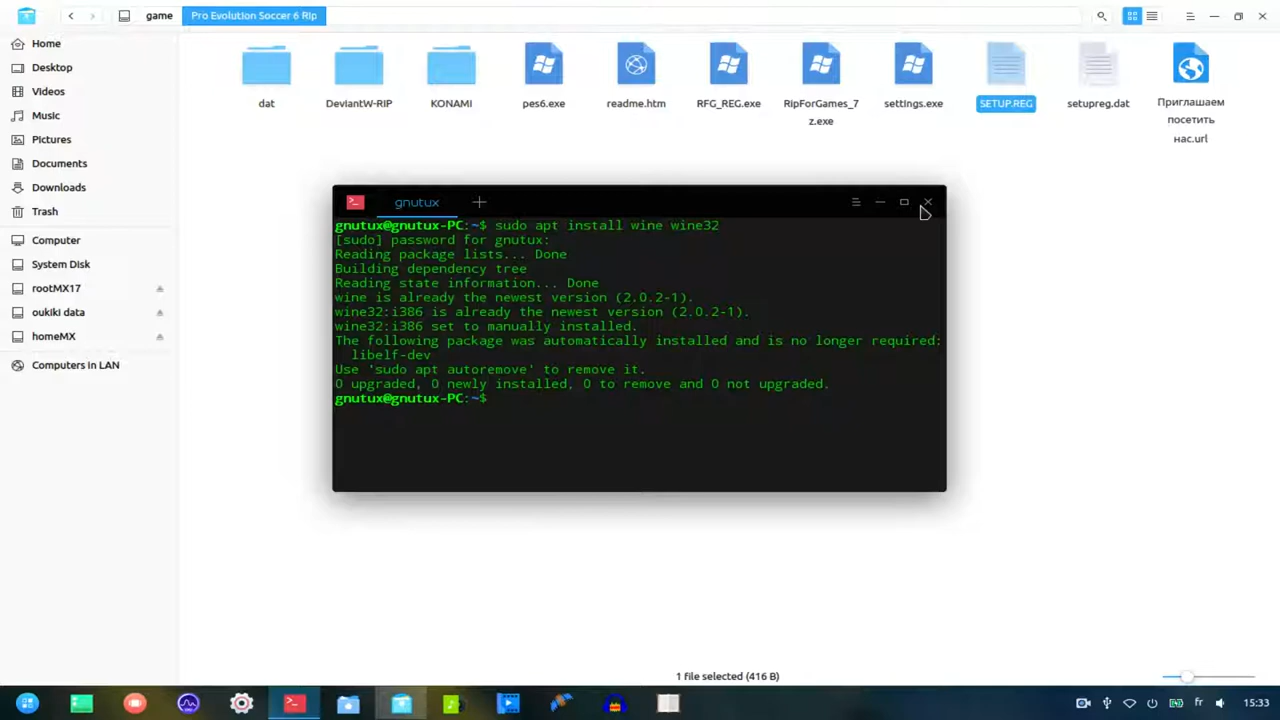 game
Pro Evolution Soccer 6 Rip
Home
Desktop
Videos
Music
Pictures
Documents
Downloads
Trash
Computer
System Disk
rootMX17
oukiki data
homeMX
Computers in LAN
dat
DeviantW-RIP
KONAMI
pes6.exe
readme.htm
RFG_REG.exe
RipForGames_7
z.exe
settings.exe
SETUP.REG
setupreg.dat
Приглашаем
посетить
нас.url
gnutux
gnutux@gnutux-PC:~$ sudo apt install wine wine32
[sudo] password for gnutux:
Reading package lists... Done
Building dependency tree
Reading state information... Done
wine is already the newest version (2.0.2-1).
wine32:i386 is already the newest version (2.0.2-1).
wine32:i386 set to manually installed.
The following package was automatically installed and is no longer required:
libelf-dev
Use 'sudo apt autoremove' to remove it.
0 upgraded, 0 newly installed, 0 to remove and 0 not upgraded.
gnutux@gnutux-PC:~$
1 file selected (416 B)
fr
15:33